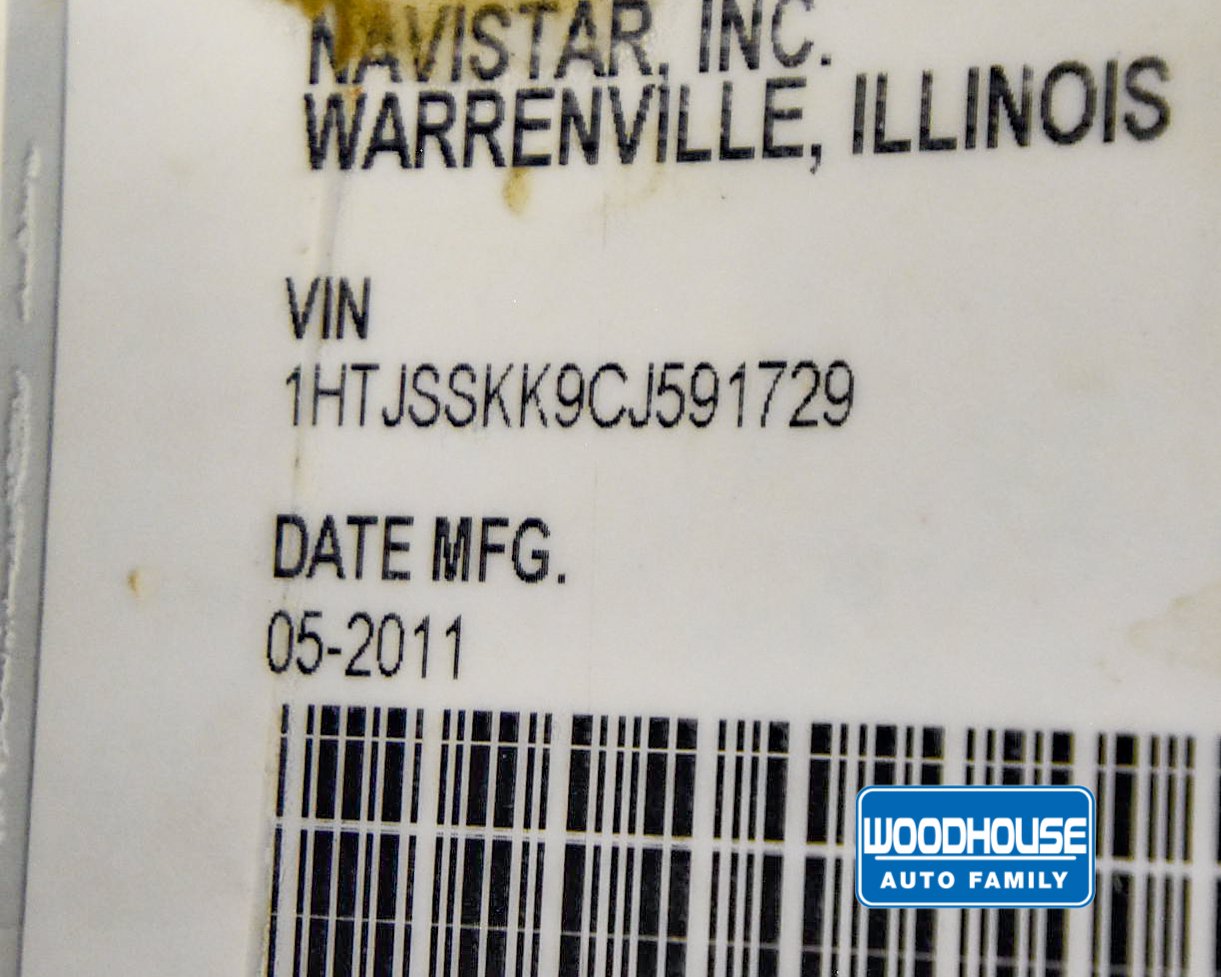 NAVISTAR, INC.
WARRENVILLE, ILLINOIS
VIN
1HTJSSKK9CJ591729
DATE MFG.
05-2011
WOODHOUSE
AUTO FAMILY